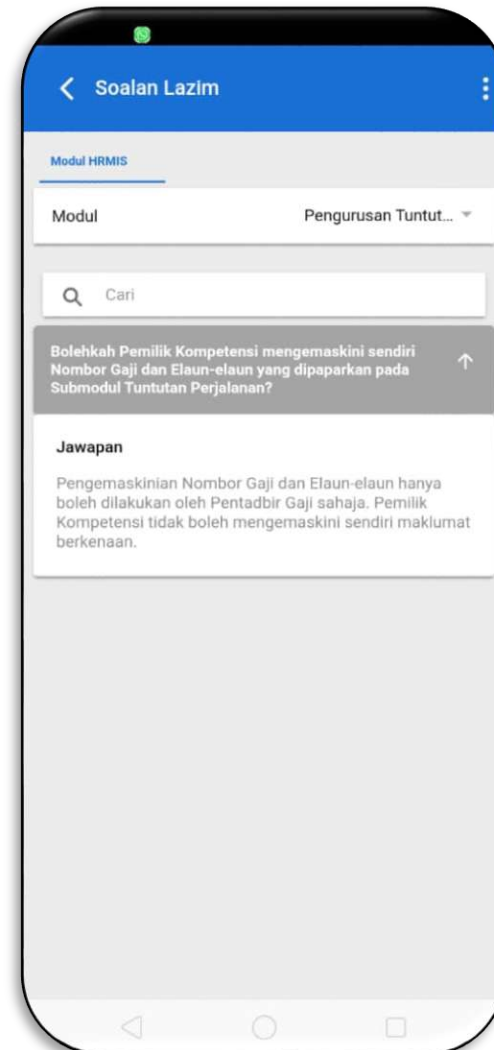 Soalan Lazim
Modul HRMIS
Modul
Pengurusan Tuntut...
Cari
Bolehkah Pemilik Kompetensi mengemaskini sendiri
Nombor Gaji dan Elaun-elaun yang dipaparkan pada
Submodul Tuntutan Perjalanan?
Jawapan
Pengemaskinian Nombor Gaji dan Elaun-elaun hanya
boleh dilakukan oleh Pentadbir Gaji sahaja. Pemilik
Kompetensi tidak boleh mengemaskini sendiri maklumat
berkenaan.